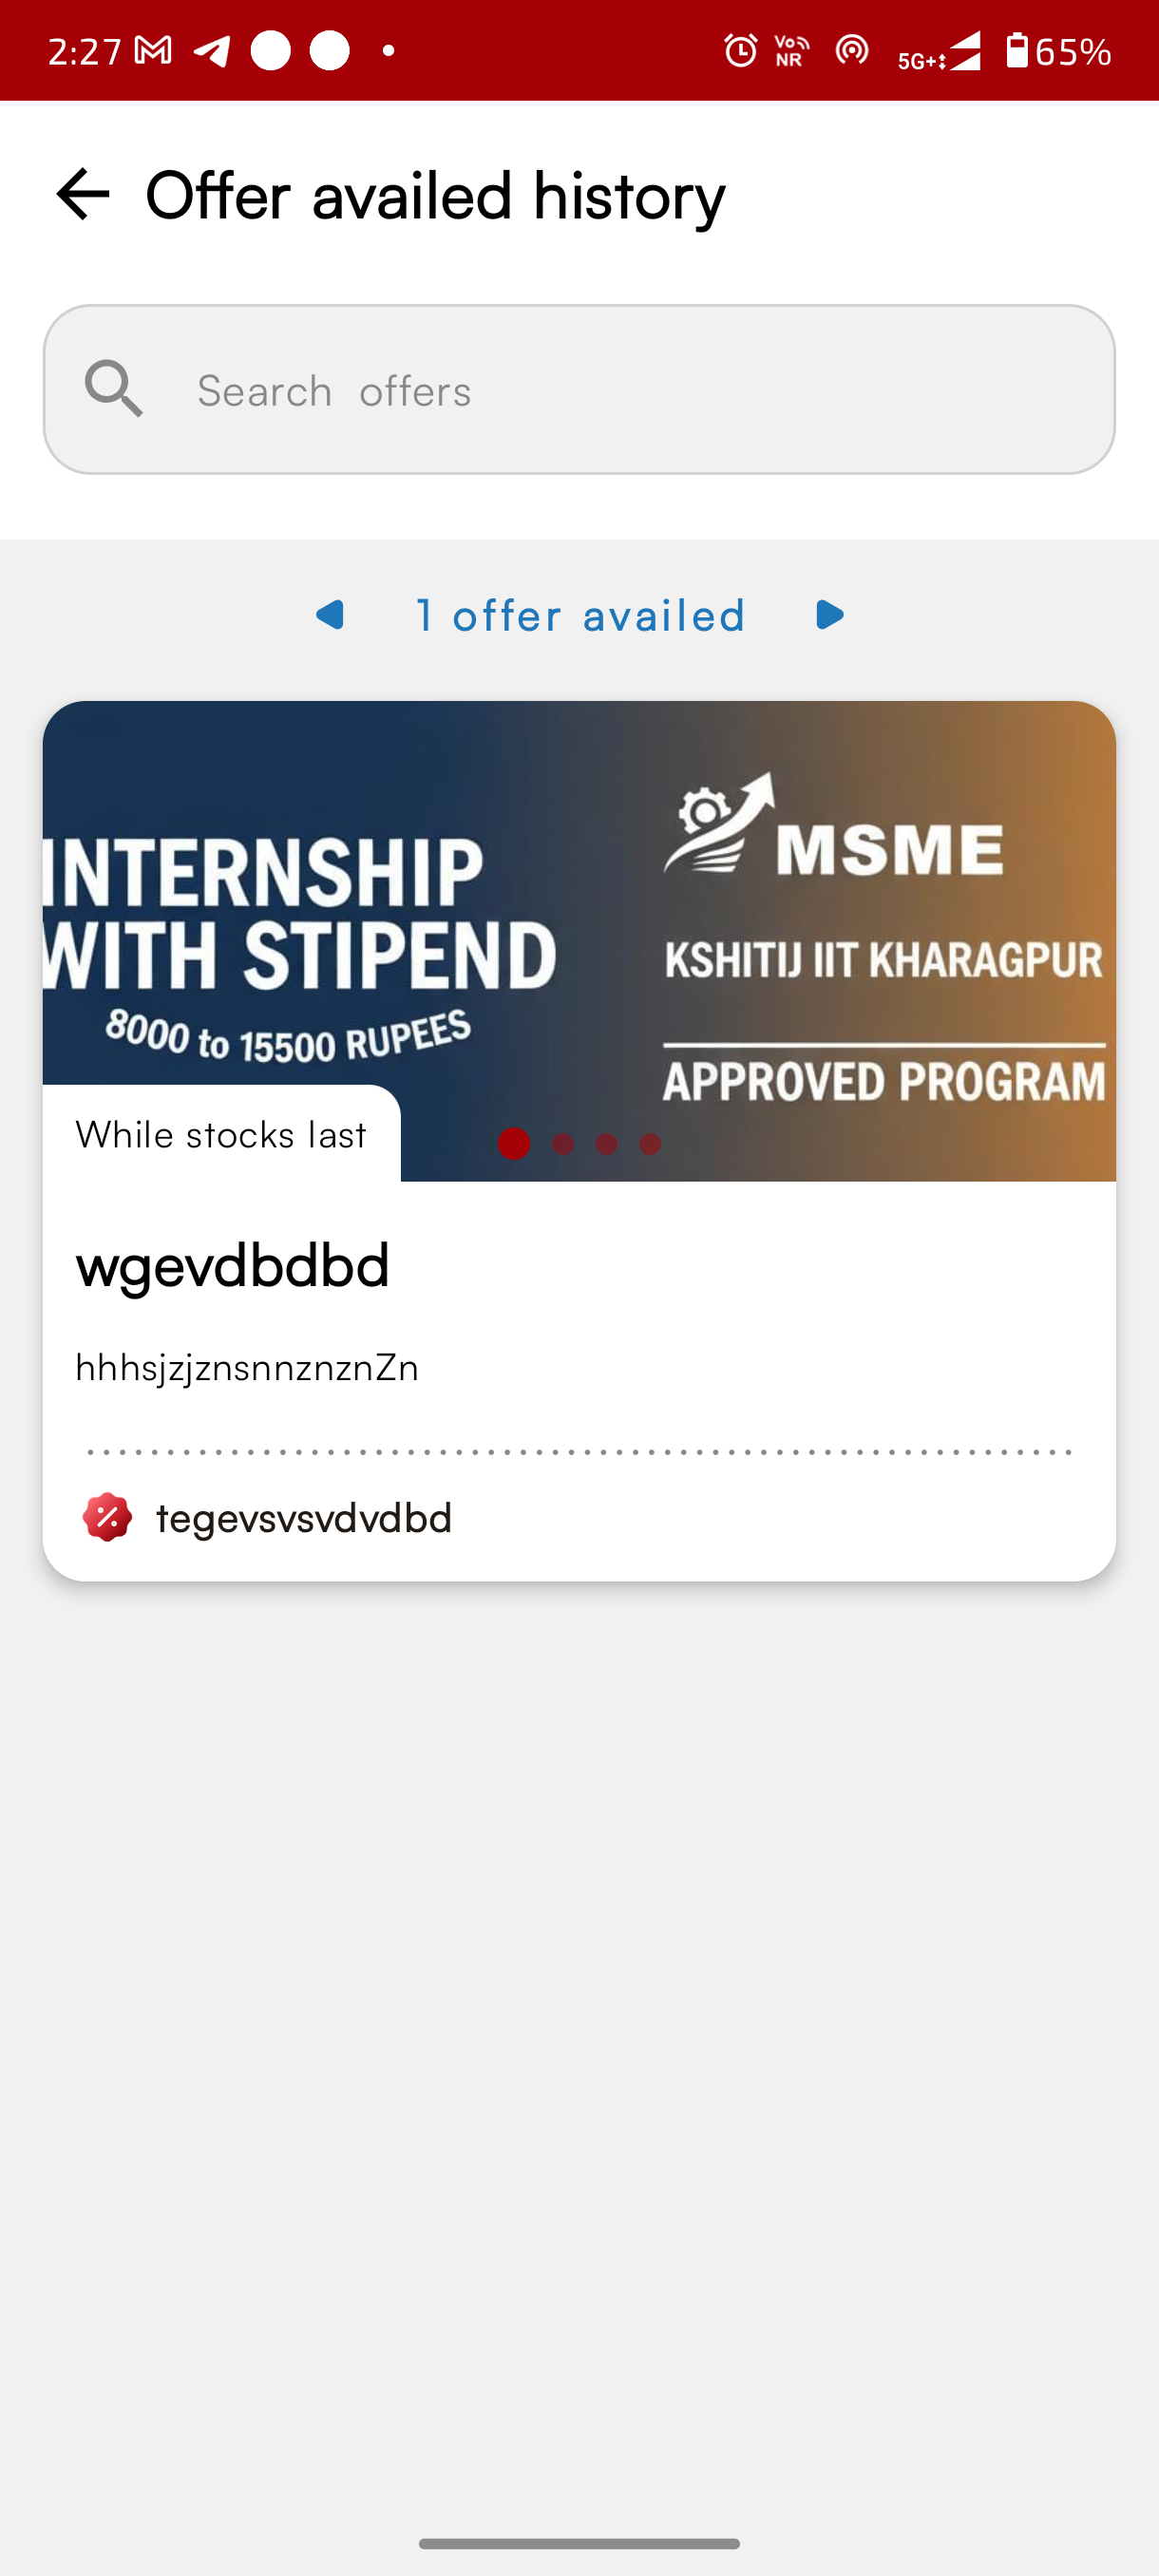 2:27
Vo NR
5G+
65%
Offer availed history
Search offers
1 offer availed
INTERNSHIP
WITH STIPEND
8000 to 15500 RUPEES
MSME
KSHITIJ IIT KHARAGPUR
APPROVED PROGRAM
While stocks last
wgevdbdbd
hhhsjzjznsnnznznZn
tegevsvsvdvdbd